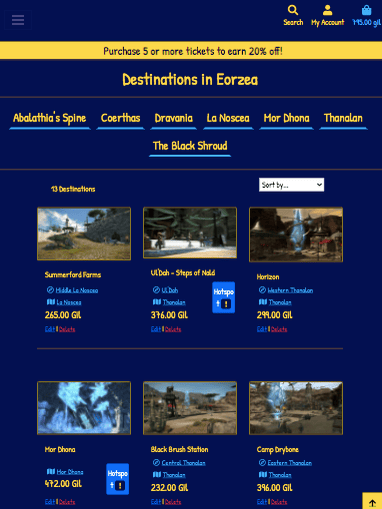 Search My Account 795.00 gil
Purchase 5 or more tickets to earn 20% off!
Destinations in Eorzea
Abalathia's Spine Coerthas Dravania La Noscea Mor Dhona Thanalan
The Black Shroud
13 Destinations
Sort by...
Summerford Farms
Middle La Noscea
La Noscea
265.00 Gil
Edit | Delete
Ul'Dah - Steps of Nald
Ul'Dah
Thanalan
376.00 Gil
Edit | Delete
Hotspo
t !
Horizon
Western Thanalan
Thanalan
299.00 Gil
Edit | Delete
Mor Dhona
Mor Dhona
472.00 Gil
Edit | Delete
Hotspo
t !
Black Brush Station
Central Thanalan
Thanalan
232.00 Gil
Edit | Delete
Camp Drybone
Eastern Thanalan
Thanalan
396.00 Gil
Edit | Delete